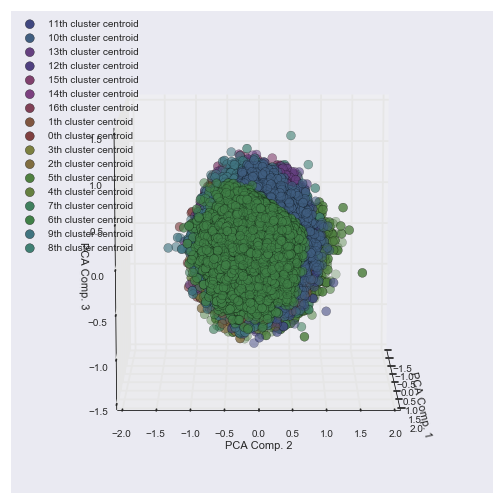 11th cluster centroid
10th cluster centroid
13th cluster centroid
12th cluster centroid
15th cluster centroid
14th cluster centroid
16th cluster centroid
1th cluster centroid
0th cluster centroid
3th cluster centroid
2th cluster centroid
5th cluster centroid
4th cluster centroid
7th cluster centroid
6th cluster centroid
9th cluster centroid
8th cluster centroid
1.5
1.0
0.5
0.0
−0.5
−1.0
−1.5
PCA Comp. 3
−2.0 −1.5 −1.0 −0.5 0.0 0.5 1.0 1.5 2.0
PCA Comp. 2
−1.5
−1.0
−0.5
0.0
0.5
1.0
1.5
2.0
PCA Comp. 1